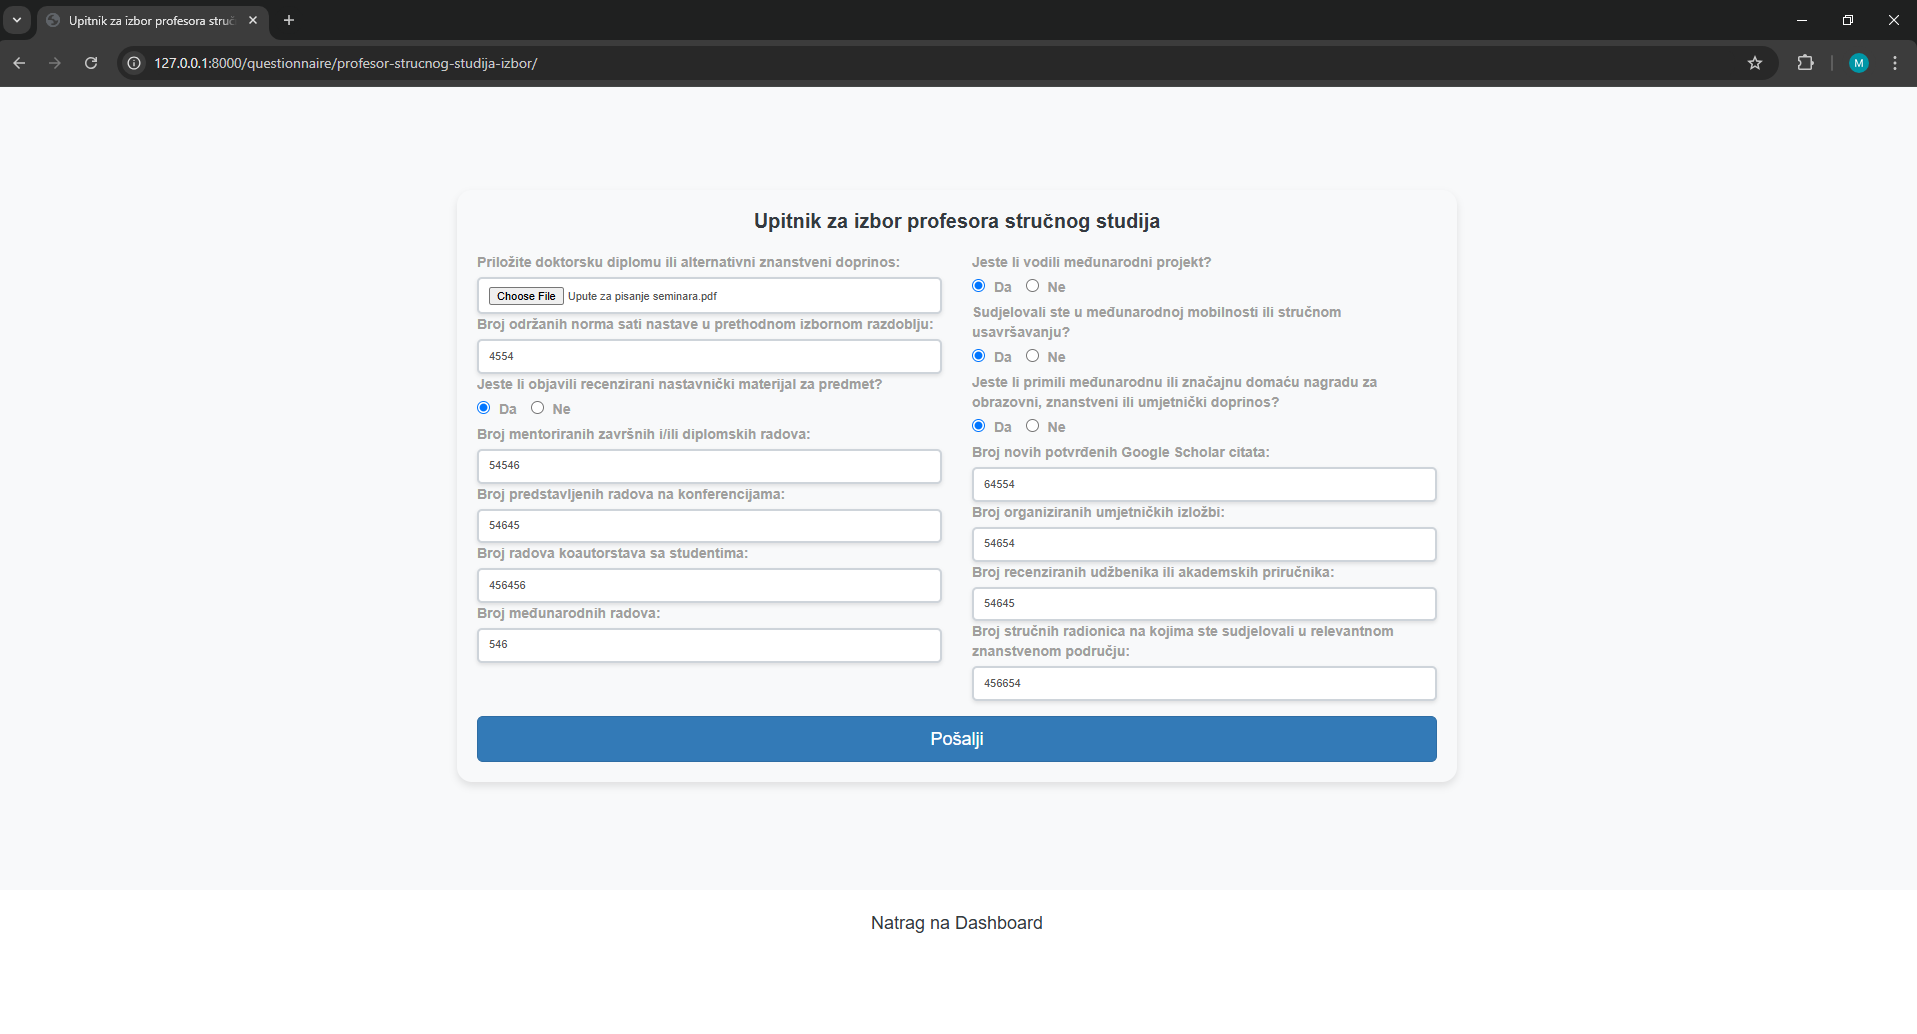 Upitnik za izbor profesora struč
127.0.0.1:8000/questionnaire/profesor-strucnog-studija-izbor/
M
Upitnik za izbor profesora stručnog studija
Priložite doktorsku diplomu ili alternativni znanstveni doprinos:
Choose File Upute za pisanje seminara.pdf
Broj održanih norma sati nastave u prethodnom izbornom razdoblju:
4554
Jeste li objavili recenzirani nastavnički materijal za predmet?
Da Ne
Broj mentoriranih završnih i/ili diplomskih radova:
54546
Broj predstavljenih radova na konferencijama:
54645
Broj radova koautorstava sa studentima:
456456
Broj međunarodnih radova:
546
Jeste li vodili međunarodni projekt?
Da Ne
Sudjelovali ste u međunarodnoj mobilnosti ili stručnom
usavršavanju?
Da Ne
Jeste li primili međunarodnu ili značajnu domaću nagradu za
obrazovni, znanstveni ili umjetnički doprinos?
Da Ne
Broj novih potvrđenih Google Scholar citata:
64554
Broj organiziranih umjetničkih izložbi:
54654
Broj recenziranih udžbenika ili akademskih priručnika:
54645
Broj stručnih radionica na kojima ste sudjelovali u relevantnom
znanstvenom području:
456654
Pošalji
Natrag na Dashboard